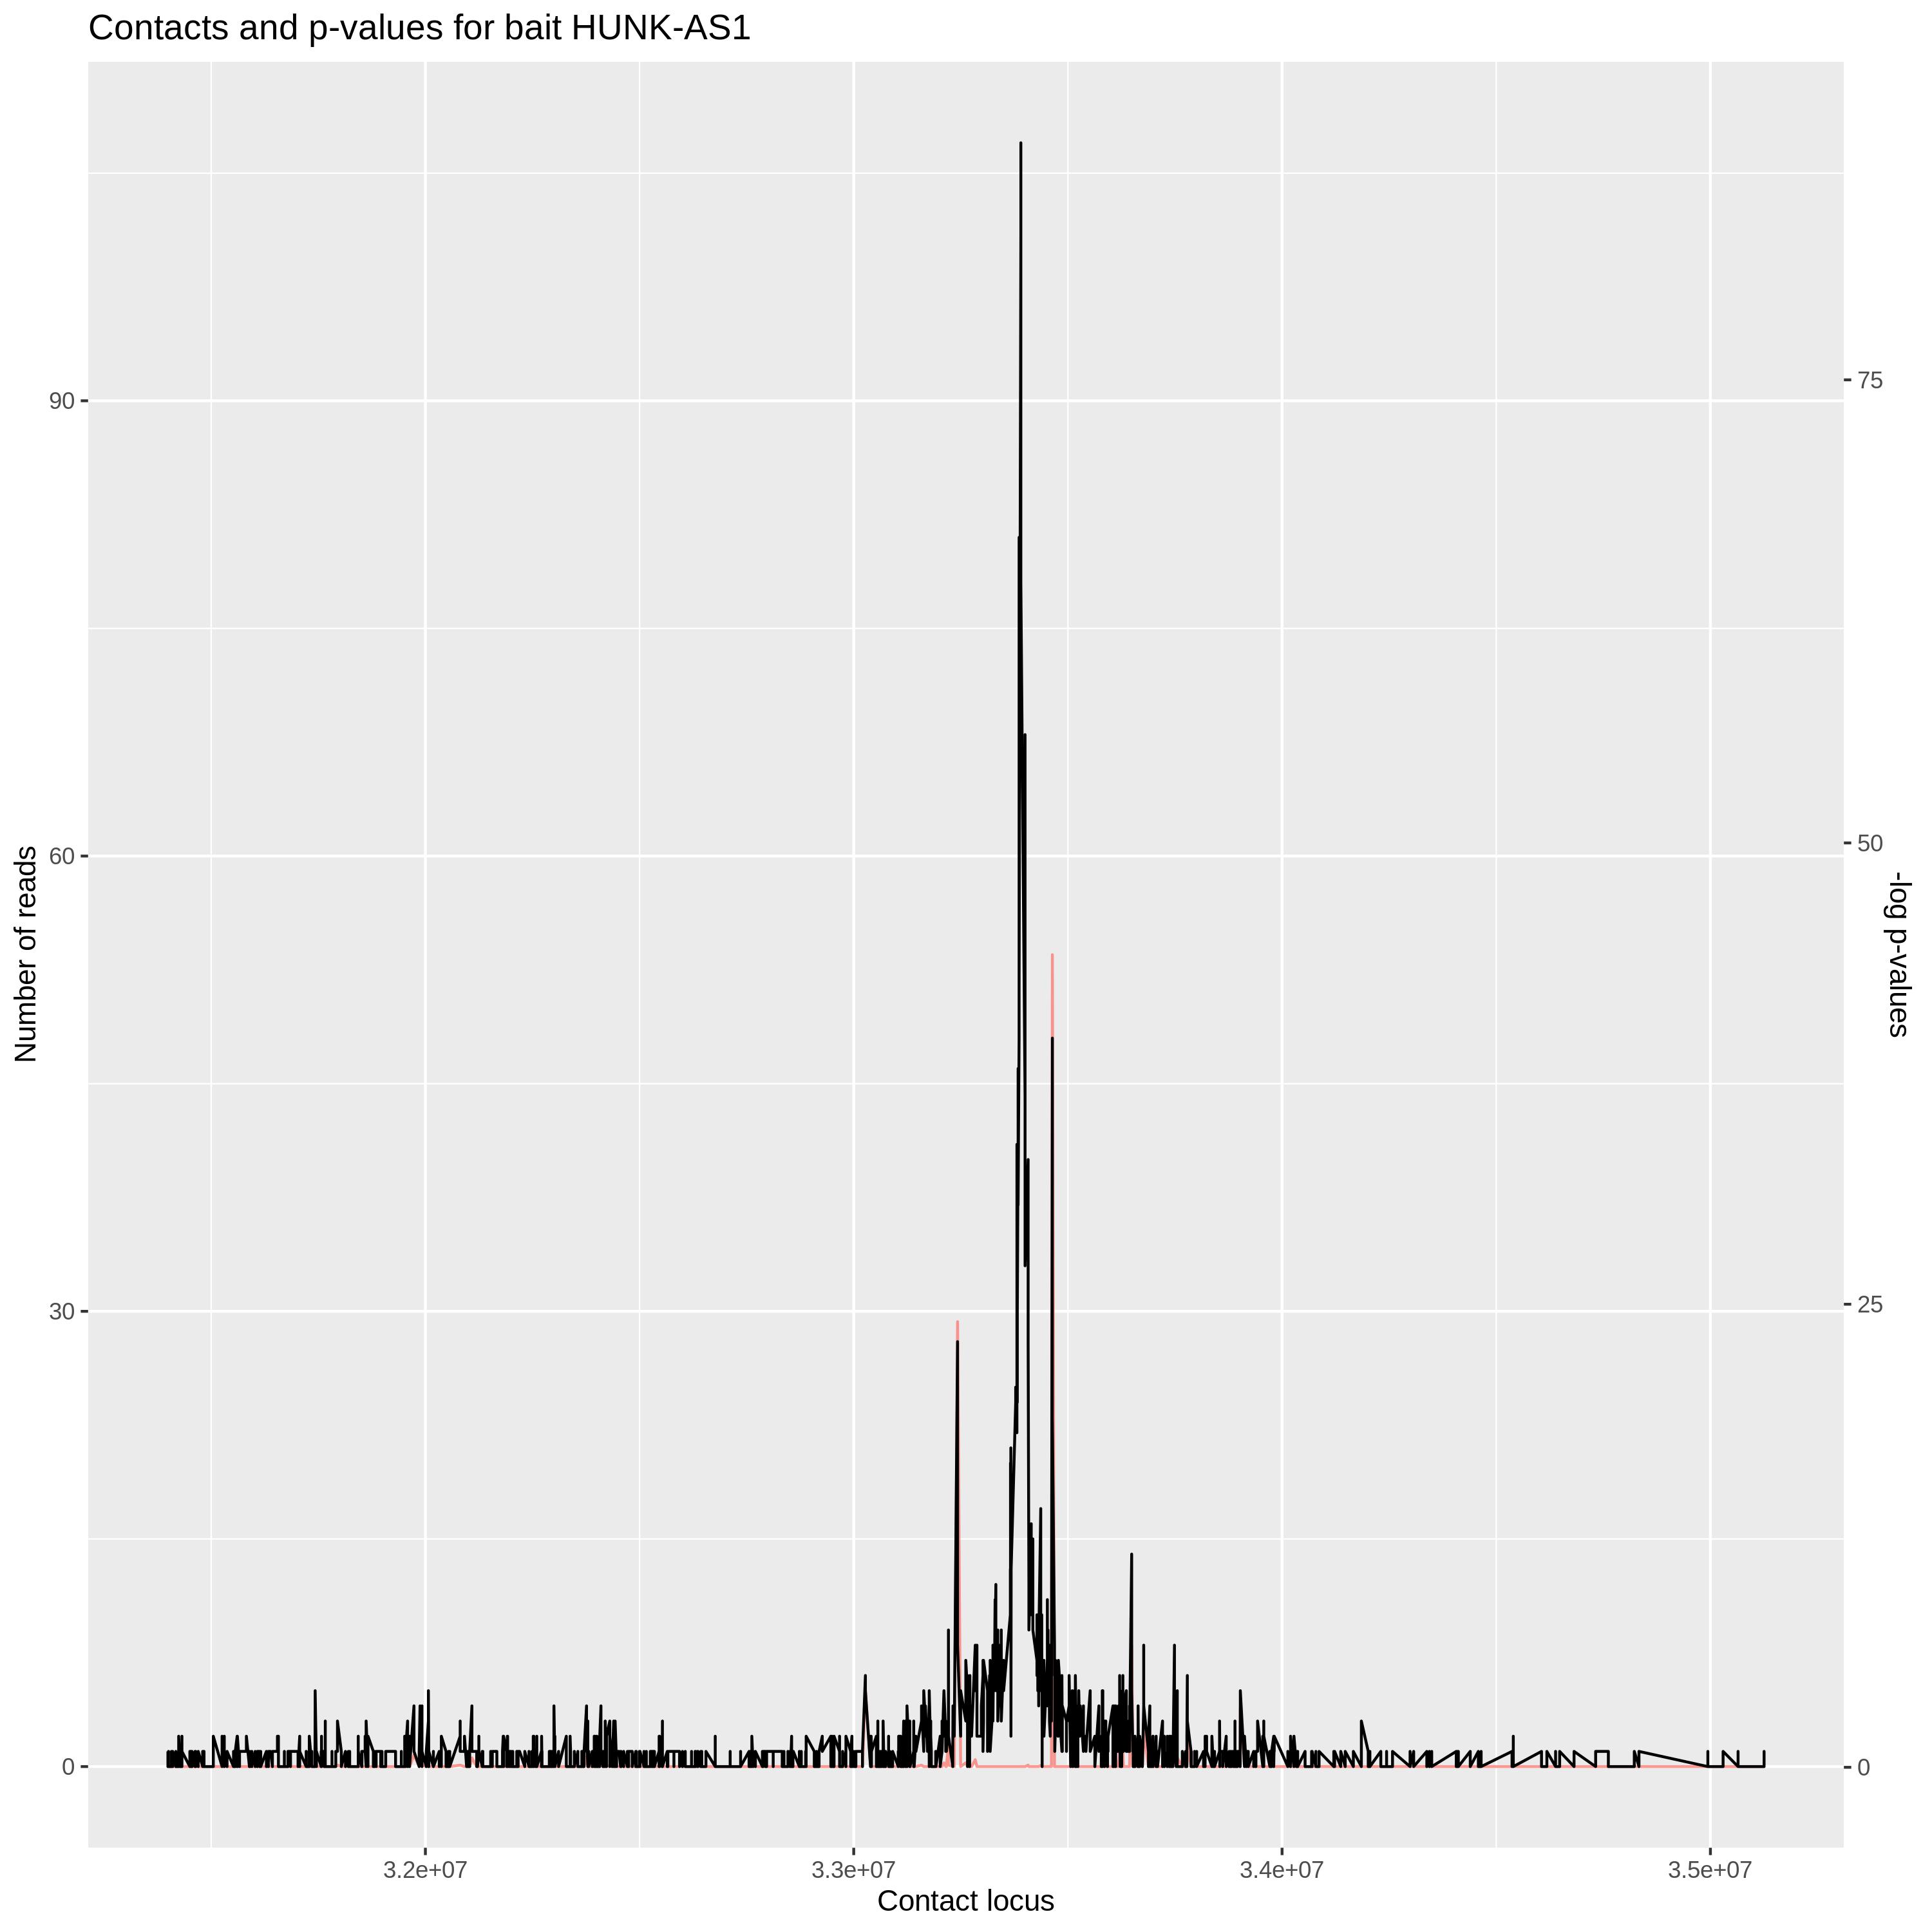 Contacts and p-values for bait HUNK-AS1
90
60
30
0
75
50
25
0
Number of reads
-log p-values
3.2e+07
3.3e+07
3.4e+07
3.5e+07
Contact locus